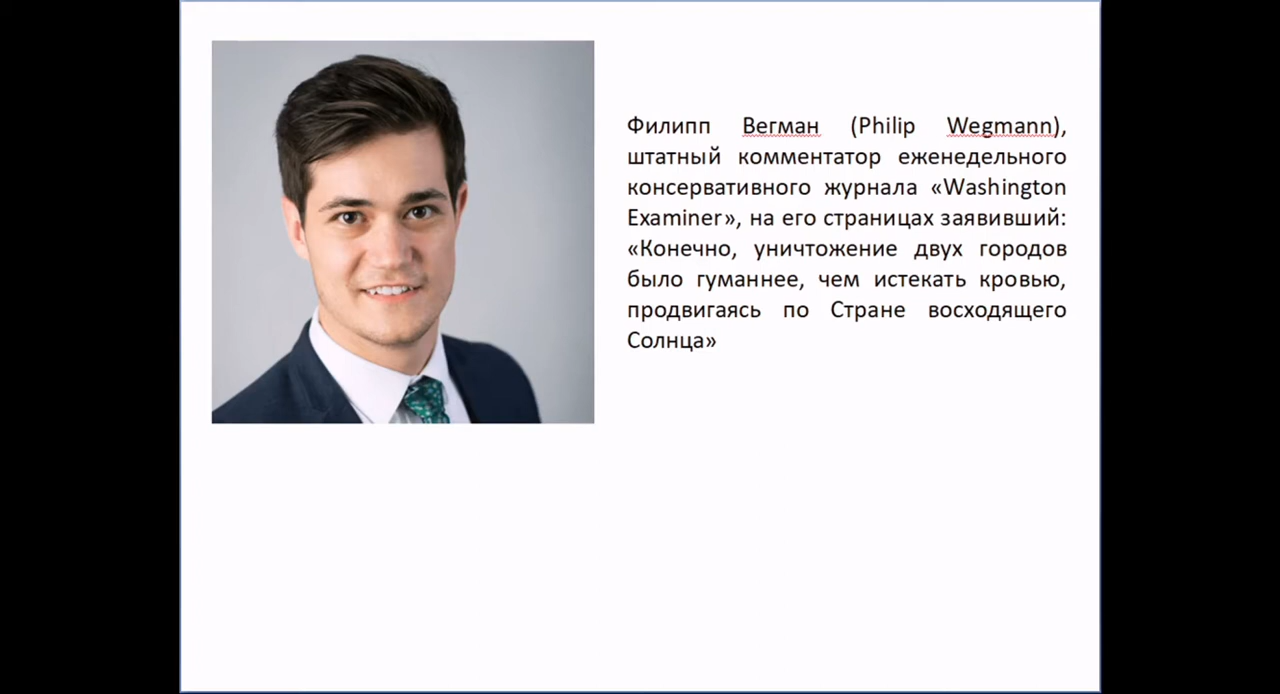 Филипп Вегман (Philip Wegmann),
штатный комментатор еженедельного
консервативного журнала «Washington
Examiner», на его страницах заявивший:
«Конечно, уничтожение двух городов
было гуманнее, чем истекать кровью,
продвигаясь по Стране восходящего
Солнца»